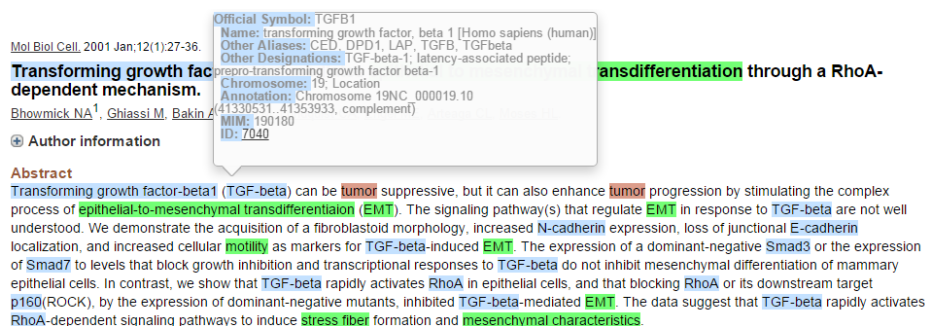 Official Symbol: TGFB1
Name: transforming growth factor, beta 1 [Homo sapiens (human)]
Other Aliases: CED, DPD1, LAP, TGFB, TGFbeta
Other Designations: TGF-beta-1; latency-associated peptide;
prepro-transforming growth factor beta-1
Chromosome: 19; Location
Annotation: Chromosome 19NC_000019.10
(41330531..41353933, complement)
MIM: 190180
ID: 7040
Mol Biol Cell. 2001 Jan;12(1):27-36.
Transforming growth fac ansdifferentiation through a RhoA-
dependent mechanism.
Bhowmick NA1, Ghiassi M, Bakin A
Author information
Abstract
Transforming growth factor-beta1 (TGF-beta) can be tumor suppressive, but it can also enhance tumor progression by stimulating the complex
process of epithelial-to-mesenchymal transdifferentiaion (EMT). The signaling pathway(s) that regulate EMT in response to TGF-beta are not well
understood. We demonstrate the acquisition of a fibroblastoid morphology, increased N-cadherin expression, loss of junctional E-cadherin
localization, and increased cellular motility as markers for TGF-beta-induced EMT. The expression of a dominant-negative Smad3 or the expression
of Smad7 to levels that block growth inhibition and transcriptional responses to TGF-beta do not inhibit mesenchymal differentiation of mammary
epithelial cells. In contrast, we show that TGF-beta rapidly activates RhoA in epithelial cells, and that blocking RhoA or its downstream target
p160(ROCK), by the expression of dominant-negative mutants, inhibited TGF-beta-mediated EMT. The data suggest that TGF-beta rapidly activates
RhoA-dependent signaling pathways to induce stress fiber formation and mesenchymal characteristics.